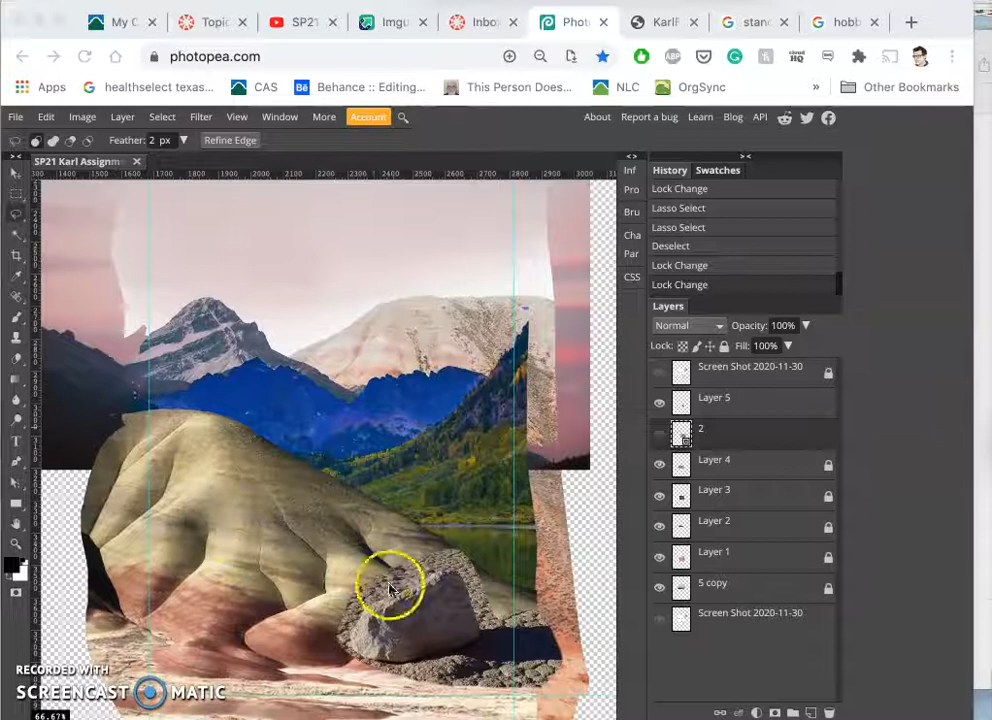 My C
Topic
SP21
Imgu
Inbo
Phot
KarlF
stand
hobb
photopea.com
Apps
healthselect texas...
CAS
Behance :: Editing...
This Person Does...
NLC
OrgSync
»
Other Bookmarks
File Edit Image Layer Select Filter View Window More Account
About Report a bug Learn Blog API
Feather: 2 px
Refine Edge
SP21 Karl Assignm
Inf
Pro
Bru
Cha
Par
CSS
History Swatches
Lock Change
Lasso Select
Lasso Select
Deselect
Lock Change
Lock Change
Layers
Normal Opacity: 100%
Lock: Fill: 100%
Screen Shot 2020-11-30
Layer 5
2
Layer 4
Layer 3
Layer 2
Layer 1
5 copy
Screen Shot 2020-11-30
RECORDED WITH
SCREENCAST MATIC
66.67%